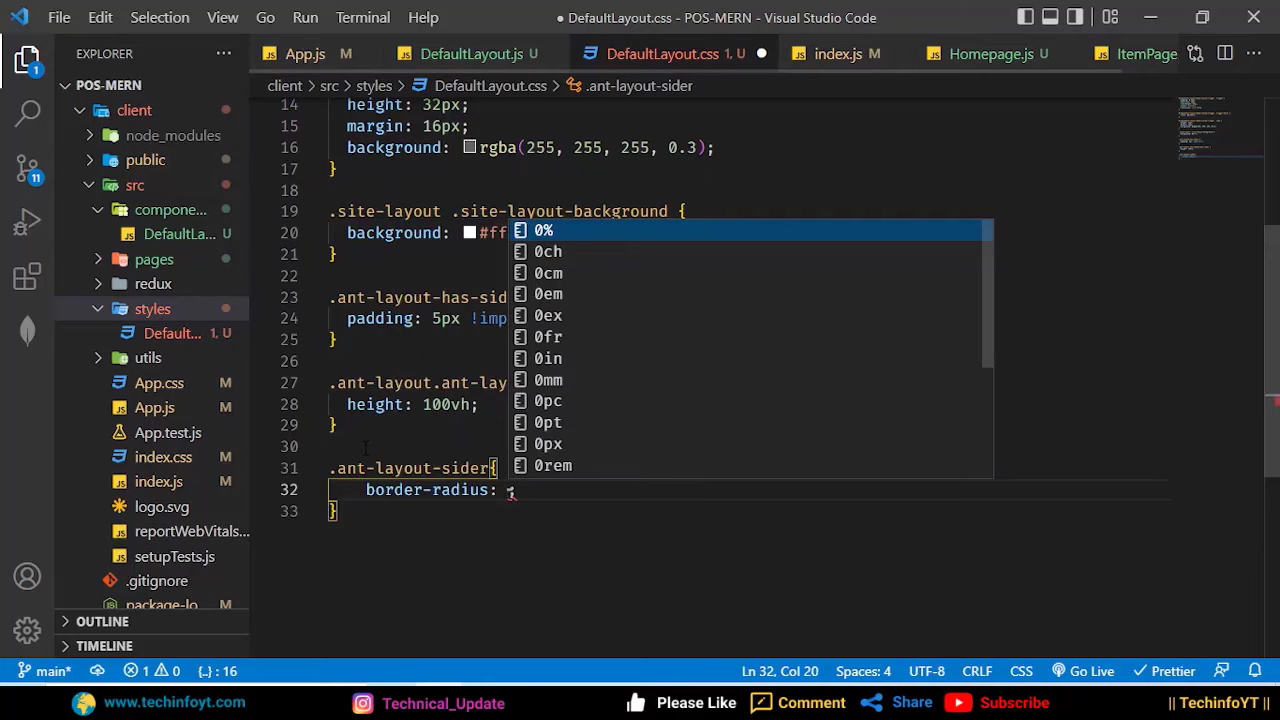 File Edit Selection View Go Run Terminal Help ● DefaultLayout.css - POS-MERN - Visual Studio Code
EXPLORER ···
App.js M
DefaultLayout.js U
DefaultLayout.css 1, U
index.js M
Homepage.js U
ItemPage
client > src > styles > DefaultLayout.css > .ant-layout-sider
POS-MERN
client
node_modules
public
src
compone...
DefaultLa... U
pages
redux
styles
Default... 1, U
utils
App.css M
App.js M
App.test.js
index.css M
index.js M
logo.svg
reportWebVitals...
setupTests.js
.gitignore
package-lo M
OUTLINE
TIMELINE
1
11
14 height: 32px;
15 margin: 16px;
16 background: rgba(255, 255, 255, 0.3);
17 }
18
19 .site-layout .site-layout-background {
20 background: #ff
21 }
22
23 .ant-layout-has-sid
24 padding: 5px !imp
25 }
26
27 .ant-layout.ant-lay
28 height: 100vh;
29 }
30
31 .ant-layout-sider{
32 border-radius: ;
33 }
0%
0ch
0cm
0em
0ex
0fr
0in
0mm
0pc
0pt
0px
0rem
main* 1 0 {..} : 16 Ln 32, Col 20 Spaces: 4 UTF-8 CRLF CSS Go Live Prettier
www.techinfoyt.com Technical_Update Please Like Comment Share Subscribe || TechinfoYT||